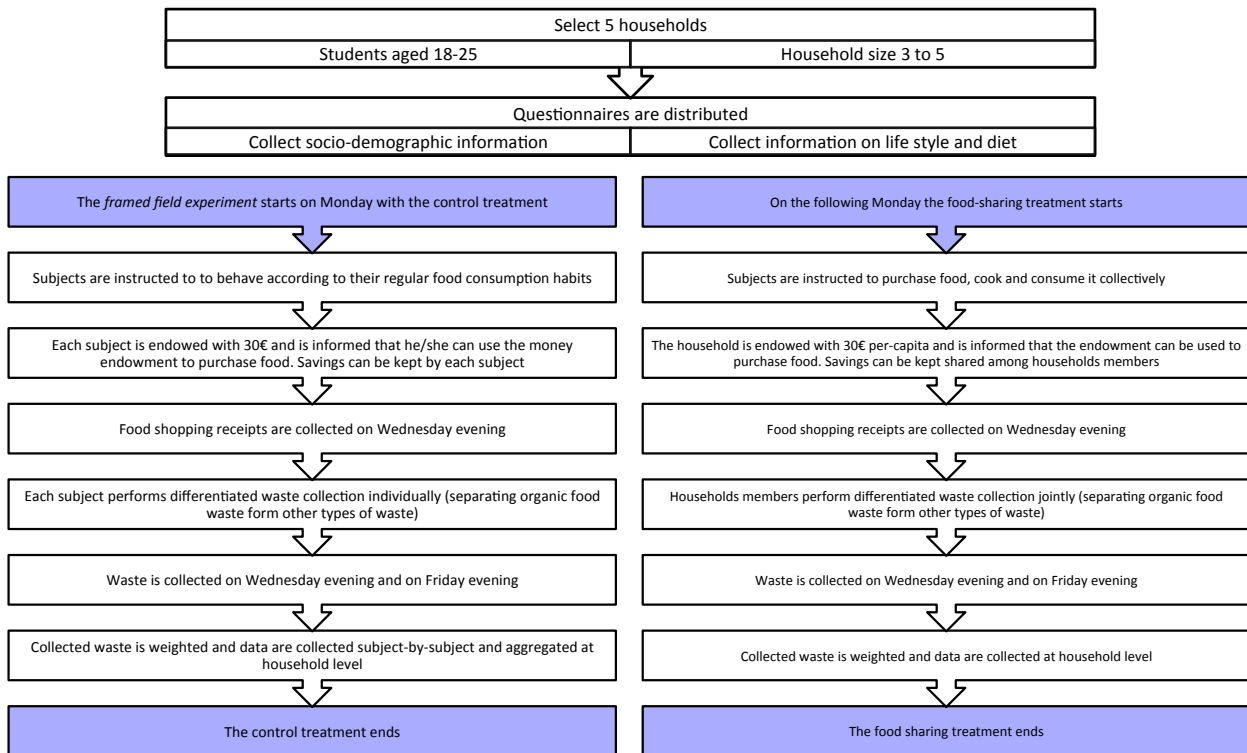 Select 5 households
Students aged 18-25
Household size 3 to 5
Questionnaires are distributed
Collect socio-demographic information
Collect information on life style and diet
The framed field experiment starts on Monday with the control treatment
Subjects are instructed to to behave according to their regular food consumption habits
Each subject is endowed with 30€ and is informed that he/she can use the money
endowment to purchase food. Savings can be kept by each subject
Food shopping receipts are collected on Wednesday evening
Each subject performs differentiated waste collection individually (separating organic food
waste form other types of waste)
Waste is collected on Wednesday evening and on Friday evening
Collected waste is weighted and data are collected subject-by-subject and aggregated at
household level
The control treatment ends
On the following Monday the food-sharing treatment starts
Subjects are instructed to purchase food, cook and consume it collectively
The household is endowed with 30€ per-capita and is informed that the endowment can be used to
purchase food. Savings can be kept shared among households members
Food shopping receipts are collected on Wednesday evening
Households members perform differentiated waste collection jointly (separating organic food
waste form other types of waste)
Waste is collected on Wednesday evening and on Friday evening
Collected waste is weighted and data are collected at household level
The food sharing treatment ends